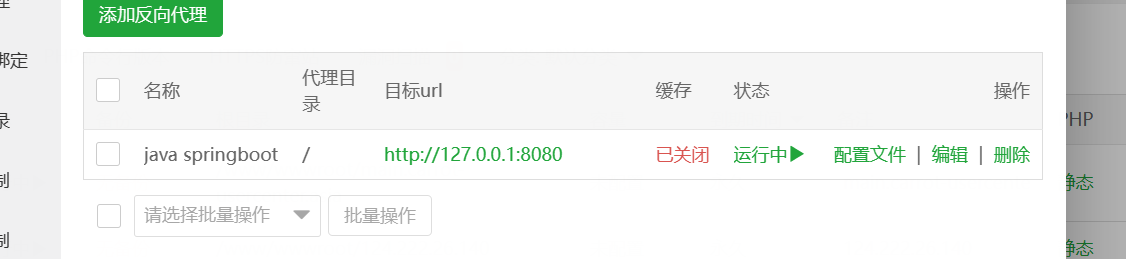 添加反向代理
绑定
名称 代理目录 目标url 缓存 状态 操作
PHP
java springboot / http://127.0.0.1:8080 已关闭 运行中 配置文件 | 编辑 | 删除
静态
请选择批量操作 批量操作
静态
录
制
制